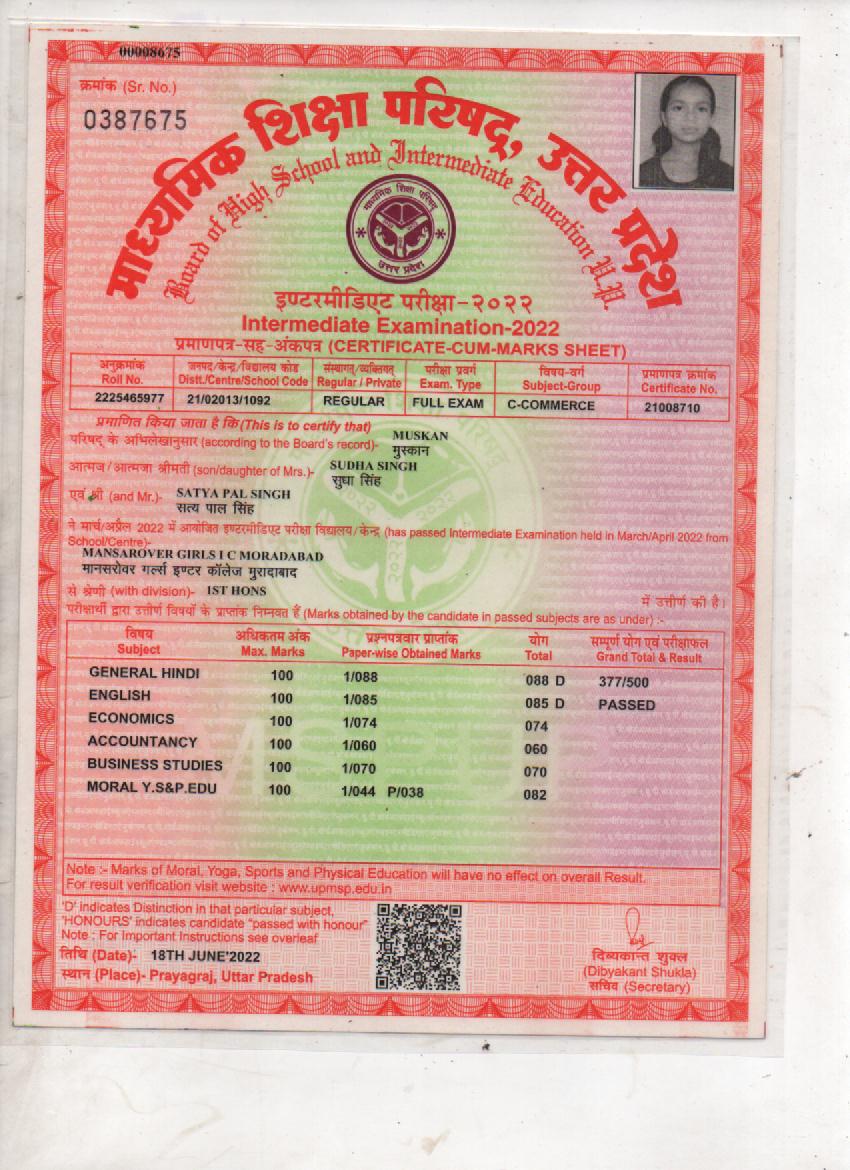 00008675
क्रमांक (Sr. No.)
0387675
माध्यमिक शिक्षा परिषद्, उत्तर प्रदेश
Board of High School and Intermediate Education U.P.
माध्यमिक शिक्षा परिषद्
उत्तर प्रदेश
इण्टरमीडिएट परीक्षा-२०२२
Intermediate Examination-2022
प्रमाणपत्र-सह-अंकपत्र (CERTIFICATE-CUM-MARKS SHEET)
अनुक्रमांक जनपद/केन्द्र/विद्यालय कोड संस्थागत्/व्यक्तिगत् परीक्षा प्रवर्ग विषय-वर्ग प्रमाणपत्र क्रमांक
Roll No. Distt./Centre/School Code Regular / Private Exam. Type Subject-Group Certificate No.
2225465977 21/02013/1092 REGULAR FULL EXAM C-COMMERCE 21008710
प्रमाणित किया जाता है कि (This is to certify that)
परिषद् के अभिलेखानुसार (according to the Board's record)- MUSKAN
मुस्कान
आत्मज/आत्मजा श्रीमती (son/daughter of Mrs.)- SUDHA SINGH
सुधा सिंह
एवं श्री (and Mr.)- SATYA PAL SINGH
सत्य पाल सिंह
ने मार्च/अप्रैल 2022 में आयोजित इण्टरमीडिएट परीक्षा विद्यालय/केन्द्र (has passed Intermediate Examination held in March/April 2022 from
School/Centre)-
MANSAROVER GIRLS I C MORADABAD
मानसरोवर गर्ल्स इण्टर कॉलेज मुरादाबाद
से श्रेणी (with division)- IST HONS में उत्तीर्ण की है।
परीक्षार्थी द्वारा उत्तीर्ण विषयों के प्राप्तांक निम्नवत हैं (Marks obtained by the candidate in passed subjects are as under) :-
विषय अधिकतम अंक प्रश्नपत्रवार प्राप्तांक योग सम्पूर्ण योग एवं परीक्षाफल
Subject Max. Marks Paper-wise Obtained Marks Total Grand Total & Result
GENERAL HINDI 100 1/088 088 D 377/500
ENGLISH 100 1/085 085 D PASSED
ECONOMICS 100 1/074 074
ACCOUNTANCY 100 1/060 060
BUSINESS STUDIES 100 1/070 070
MORAL Y.S&P.EDU 100 1/044 P/038 082
Note :- Marks of Moral, Yoga, Sports and Physical Education will have no effect on overall Result.
For result verification visit website : www.upmsp.edu.in
'D' indicates Distinction in that particular subject,
'HONOURS' indicates candidate "passed with honour"
Note : For Important Instructions see overleaf
तिथि (Date)- 18TH JUNE'2022
स्थान (Place)- Prayagraj, Uttar Pradesh
दिव्यकान्त शुक्ल
(Dibyakant Shukla)
सचिव (Secretary)